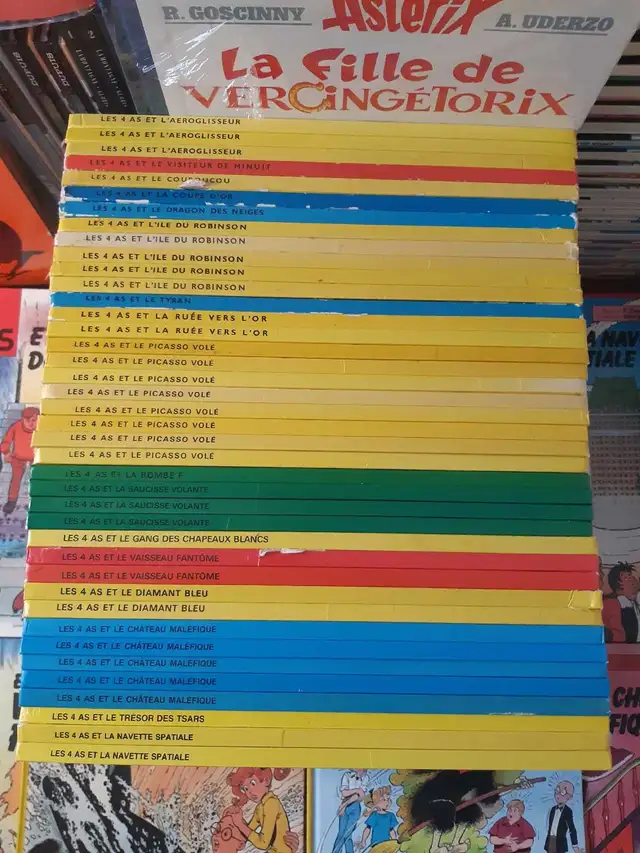 R. GOSCINNY
Astérix
A. UDERZO
La Fille de
VERCINGÉTORIX
LES 4 AS ET L'AEROGLISSEUR
LES 4 AS ET L'AEROGLISSEUR
LES 4 AS ET L'AEROGLISSEUR
LES 4 AS ET LE VISITEUR DE MINUIT
LES 4 AS ET LE COUROUCOU
LES 4 AS ET LA COUPE D'OR
LES 4 AS ET LE DRAGON DES NEIGES
LES 4 AS ET L'ILE DU ROBINSON
LES 4 AS ET L'ILE DU ROBINSON
LES 4 AS ET L'ILE DU ROBINSON
LES 4 AS ET L'ILE DU ROBINSON
LES 4 AS ET L'ILE DU ROBINSON
LES 4 AS ET LE TYRAN
LES 4 AS ET LA RUÉE VERS L'OR
LES 4 AS ET LA RUÉE VERS L'OR
LES 4 AS ET LE PICASSO VOLÉ
LES 4 AS ET LE PICASSO VOLÉ
LES 4 AS ET LE PICASSO VOLÉ
LES 4 AS ET LE PICASSO VOLÉ
LES 4 AS ET LE PICASSO VOLÉ
LES 4 AS ET LE PICASSO VOLÉ
LES 4 AS ET LE PICASSO VOLÉ
LES 4 AS ET LE PICASSO VOLÉ
LES 4 AS ET LA BOMBE F
LES 4 AS ET LA SAUCISSE VOLANTE
LES 4 AS ET LA SAUCISSE VOLANTE
LES 4 AS ET LA SAUCISSE VOLANTE
LES 4 AS ET LE GANG DES CHAPEAUX BLANCS
LES 4 AS ET LE VAISSEAU FANTÔME
LES 4 AS ET LE VAISSEAU FANTÔME
LES 4 AS ET LE DIAMANT BLEU
LES 4 AS ET LE DIAMANT BLEU
LES 4 AS ET LE CHÂTEAU MALÉFIQUE
LES 4 AS ET LE CHÂTEAU MALÉFIQUE
LES 4 AS ET LE CHÂTEAU MALÉFIQUE
LES 4 AS ET LE CHÂTEAU MALÉFIQUE
LES 4 AS ET LE CHÂTEAU MALÉFIQUE
LES 4 AS ET LE TRÉSOR DES TSARS
LES 4 AS ET LA NAVETTE SPATIALE
LES 4 AS ET LA NAVETTE SPATIALE
DUPUIS
DUPUIS